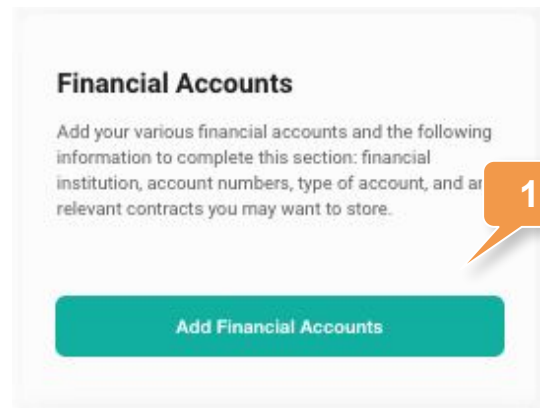 Financial Accounts
Add your various financial accounts and the following
information to complete this section: financial
institution, account numbers, type of account, and
relevant contracts you may want to store.
1
Add Financial Accounts